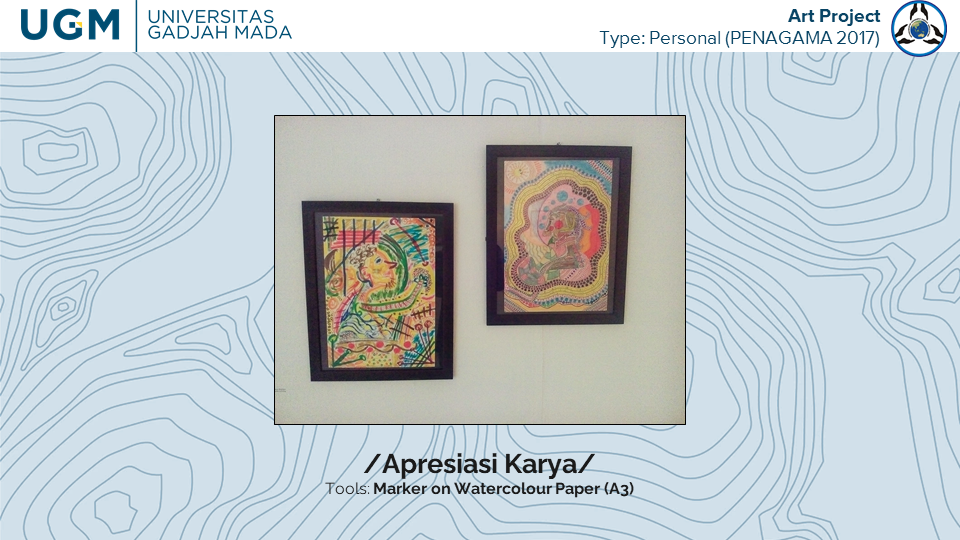 UGM
UNIVERSITAS
GADJAH MADA
Art Project
Type: Personal (PENAGAMA 2017)
/Apresiasi Karya/
Tools: Marker on Watercolour Paper (A3)